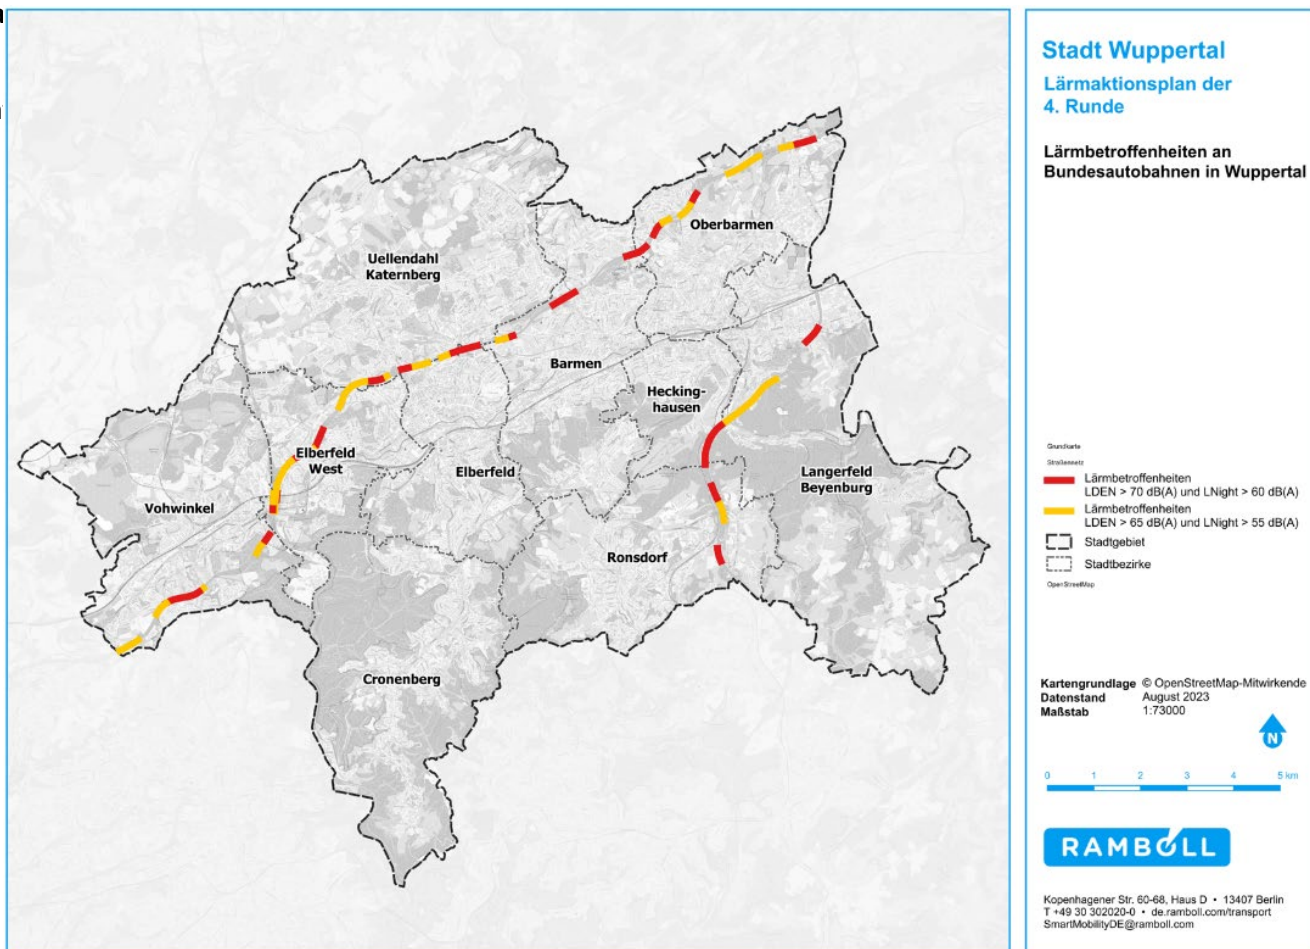 Uellendahl
Katernberg
Oberbarmen
Barmen
Hecking-
hausen
Elberfeld
West
Elberfeld
Vohwinkel
Langerfeld
Beyenburg
Ronsdorf
Cronenberg
Stadt Wuppertal
Lärmaktionsplan der
4. Runde
Lärmbetroffenheiten an
Bundesautobahnen in Wuppertal
Grundkarte
Straßennetz
Lärmbetroffenheiten
LDEN > 70 dB(A) und LNight > 60 dB(A)
Lärmbetroffenheiten
LDEN > 65 dB(A) und LNight > 55 dB(A)
Stadtgebiet
Stadtbezirke
OpenStreetMap
Kartengrundlage © OpenStreetMap-Mitwirkende
Datenstand August 2023
Maßstab 1:73000
N
0 1 2 3 4 5 km
RAMBOLL
Kopenhagener Str. 60-68, Haus D • 13407 Berlin
T +49 30 302020-0 • de.ramboll.com/transport
SmartMobilityDE@ramboll.com